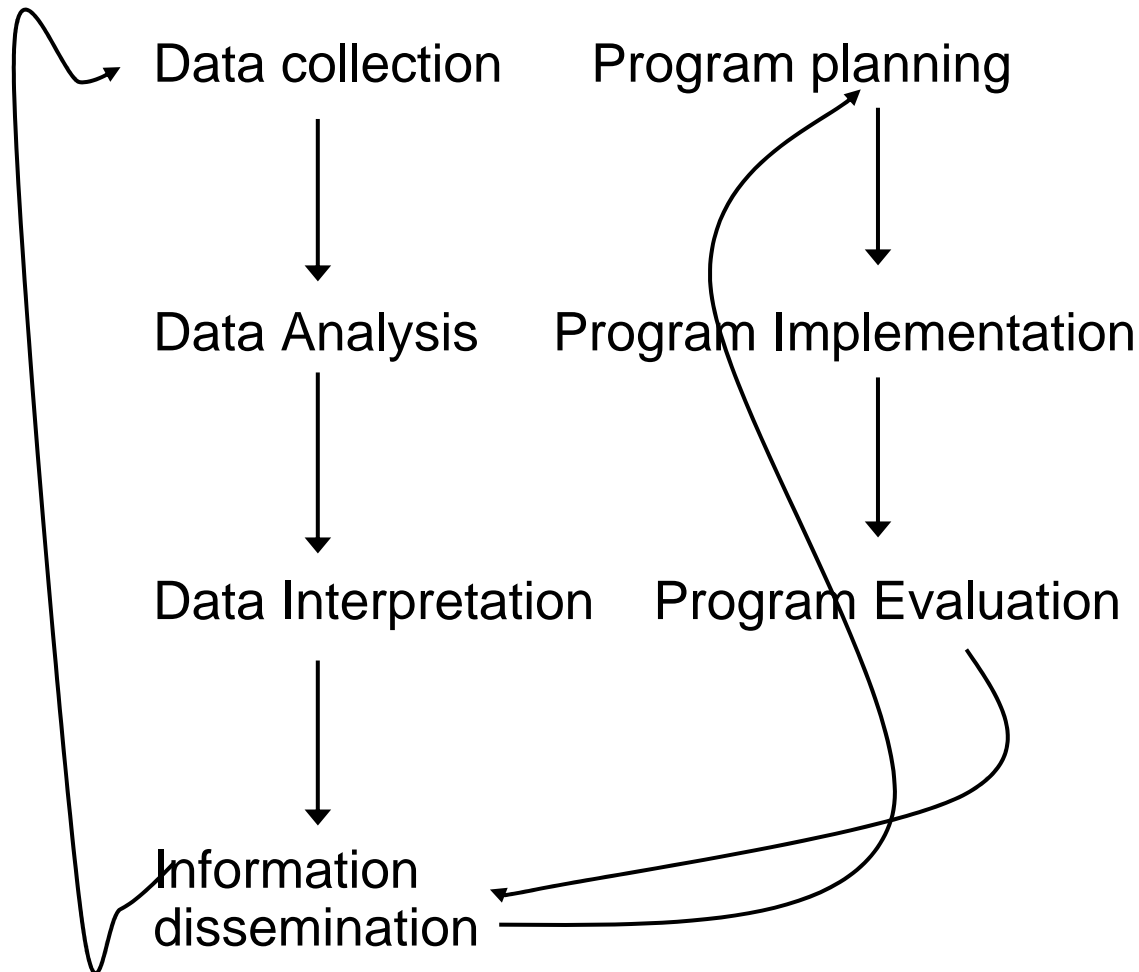 Data collection
Program planning
Data Analysis
Program Implementation
Data Interpretation
Program Evaluation
Information
dissemination